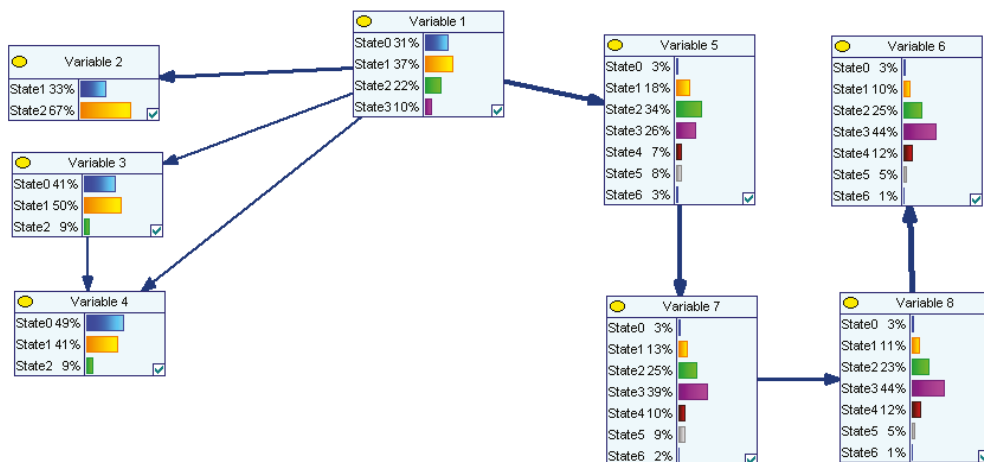 Variable 1
State0 31%
State1 37%
State2 22%
State3 10%
Variable 2
State1 33%
State2 67%
Variable 3
State0 41%
State1 50%
State2 9%
Variable 4
State0 49%
State1 41%
State2 9%
Variable 5
State0 3%
State1 18%
State2 34%
State3 26%
State4 7%
State5 8%
State6 3%
Variable 6
State0 3%
State1 10%
State2 25%
State3 44%
State4 12%
State5 5%
State6 1%
Variable 7
State0 3%
State1 13%
State2 25%
State3 39%
State4 10%
State5 9%
State6 2%
Variable 8
State0 3%
State1 11%
State2 23%
State3 44%
State4 12%
State5 5%
State6 1%